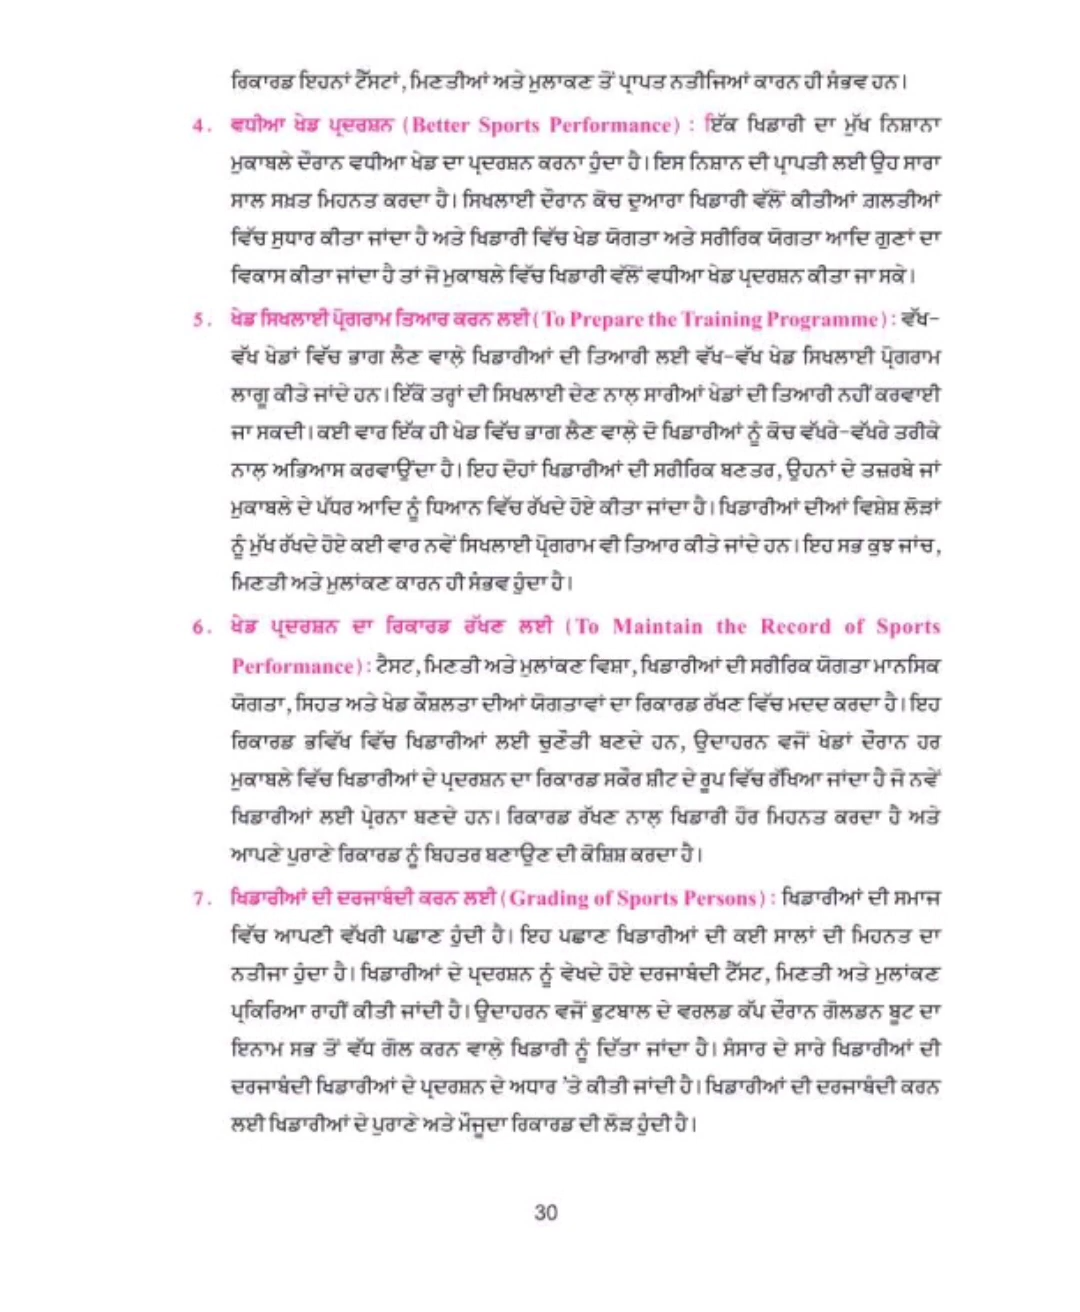 ਰਿਕਾਰਡ ਇਹਨਾਂ ਟੈੱਸਟਾਂ, ਮਿਣਤੀਆਂ ਅਤੇ ਮੁਲਾਕਣ ਤੋਂ ਪ੍ਰਾਪਤ ਨਤੀਜਿਆਂ ਕਾਰਨ ਹੀ ਸੰਭਵ ਹਨ।
4. ਵਧੀਆ ਖੇਡ ਪ੍ਰਦਰਸ਼ਨ (Better Sports Performance) : ਇੱਕ ਖਿਡਾਰੀ ਦਾ ਮੁੱਖ ਨਿਸ਼ਾਨਾ
ਮੁਕਾਬਲੇ ਦੌਰਾਨ ਵਧੀਆ ਖੇਡ ਦਾ ਪ੍ਰਦਰਸ਼ਨ ਕਰਨਾ ਹੁੰਦਾ ਹੈ। ਇਸ ਨਿਸ਼ਾਨ ਦੀ ਪ੍ਰਾਪਤੀ ਲਈ ਉਹ ਸਾਰਾ
ਸਾਲ ਸਖ਼ਤ ਮਿਹਨਤ ਕਰਦਾ ਹੈ। ਸਿਖਲਾਈ ਦੌਰਾਨ ਕੋਚ ਦੁਆਰਾ ਖਿਡਾਰੀ ਵੱਲੋਂ ਕੀਤੀਆਂ ਗ਼ਲਤੀਆਂ
ਵਿੱਚ ਸੁਧਾਰ ਕੀਤਾ ਜਾਂਦਾ ਹੈ ਅਤੇ ਖਿਡਾਰੀ ਵਿੱਚ ਖੇਡ ਯੋਗਤਾ ਅਤੇ ਸਰੀਰਿਕ ਯੋਗਤਾ ਆਦਿ ਗੁਣਾਂ ਦਾ
ਵਿਕਾਸ ਕੀਤਾ ਜਾਂਦਾ ਹੈ ਤਾਂ ਜੋ ਮੁਕਾਬਲੇ ਵਿੱਚ ਖਿਡਾਰੀ ਵੱਲੋਂ ਵਧੀਆ ਖੇਡ ਪ੍ਰਦਰਸ਼ਨ ਕੀਤਾ ਜਾ ਸਕੇ।
5. ਖੇਡ ਸਿਖਲਾਈ ਪ੍ਰੋਗਰਾਮ ਤਿਆਰ ਕਰਨ ਲਈ (To Prepare the Training Programme) : ਵੱਖ-
ਵੱਖ ਖੇਡਾਂ ਵਿੱਚ ਭਾਗ ਲੈਣ ਵਾਲ਼ੇ ਖਿਡਾਰੀਆਂ ਦੀ ਤਿਆਰੀ ਲਈ ਵੱਖ-ਵੱਖ ਖੇਡ ਸਿਖਲਾਈ ਪ੍ਰੋਗਰਾਮ
ਲਾਗੂ ਕੀਤੇ ਜਾਂਦੇ ਹਨ। ਇੱਕੋ ਤਰ੍ਹਾਂ ਦੀ ਸਿਖਲਾਈ ਦੇਣ ਨਾਲ਼ ਸਾਰੀਆਂ ਖੇਡਾਂ ਦੀ ਤਿਆਰੀ ਨਹੀਂ ਕਰਵਾਈ
ਜਾ ਸਕਦੀ। ਕਈ ਵਾਰ ਇੱਕ ਹੀ ਖੇਡ ਵਿੱਚ ਭਾਗ ਲੈਣ ਵਾਲ਼ੇ ਦੋ ਖਿਡਾਰੀਆਂ ਨੂੰ ਕੋਚ ਵੱਖਰੇ-ਵੱਖਰੇ ਤਰੀਕੇ
ਨਾਲ਼ ਅਭਿਆਸ ਕਰਵਾਉਂਦਾ ਹੈ। ਇਹ ਦੋਹਾਂ ਖਿਡਾਰੀਆਂ ਦੀ ਸਰੀਰਿਕ ਬਣਤਰ, ਉਹਨਾਂ ਦੇ ਤਜ਼ਰਬੇ ਜਾਂ
ਮੁਕਾਬਲੇ ਦੇ ਪੱਧਰ ਆਦਿ ਨੂੰ ਧਿਆਨ ਵਿੱਚ ਰੱਖਦੇ ਹੋਏ ਕੀਤਾ ਜਾਂਦਾ ਹੈ। ਖਿਡਾਰੀਆਂ ਦੀਆਂ ਵਿਸ਼ੇਸ਼ ਲੋੜਾਂ
ਨੂੰ ਮੁੱਖ ਰੱਖਦੇ ਹੋਏ ਕਈ ਵਾਰ ਨਵੇਂ ਸਿਖਲਾਈ ਪ੍ਰੋਗਰਾਮ ਵੀ ਤਿਆਰ ਕੀਤੇ ਜਾਂਦੇ ਹਨ। ਇਹ ਸਭ ਕੁਝ ਜਾਂਚ,
ਮਿਣਤੀ ਅਤੇ ਮੁਲਾਂਕਣ ਕਾਰਨ ਹੀ ਸੰਭਵ ਹੁੰਦਾ ਹੈ।
6. ਖੇਡ ਪ੍ਰਦਰਸ਼ਨ ਦਾ ਰਿਕਾਰਡ ਰੱਖਣ ਲਈ (To Maintain the Record of Sports
Performance) : ਟੈਸਟ, ਮਿਣਤੀ ਅਤੇ ਮੁਲਾਂਕਣ ਵਿਸ਼ਾ, ਖਿਡਾਰੀਆਂ ਦੀ ਸਰੀਰਿਕ ਯੋਗਤਾ ਮਾਨਸਿਕ
ਯੋਗਤਾ, ਸਿਹਤ ਅਤੇ ਖੇਡ ਕੌਸ਼ਲਤਾ ਦੀਆਂ ਯੋਗਤਾਵਾਂ ਦਾ ਰਿਕਾਰਡ ਰੱਖਣ ਵਿੱਚ ਮਦਦ ਕਰਦਾ ਹੈ। ਇਹ
ਰਿਕਾਰਡ ਭਵਿੱਖ ਵਿੱਚ ਖਿਡਾਰੀਆਂ ਲਈ ਚੁਣੌਤੀ ਬਣਦੇ ਹਨ, ਉਦਾਹਰਨ ਵਜੋਂ ਖੇਡਾਂ ਦੌਰਾਨ ਹਰ
ਮੁਕਾਬਲੇ ਵਿੱਚ ਖਿਡਾਰੀਆਂ ਦੇ ਪ੍ਰਦਰਸ਼ਨ ਦਾ ਰਿਕਾਰਡ ਸਕੋਰ ਸ਼ੀਟ ਦੇ ਰੂਪ ਵਿੱਚ ਰੱਖਿਆ ਜਾਂਦਾ ਹੈ ਜੋ ਨਵੇਂ
ਖਿਡਾਰੀਆਂ ਲਈ ਪ੍ਰੇਰਨਾ ਬਣਦੇ ਹਨ। ਰਿਕਾਰਡ ਰੱਖਣ ਨਾਲ਼ ਖਿਡਾਰੀ ਹੋਰ ਮਿਹਨਤ ਕਰਦਾ ਹੈ ਅਤੇ
ਆਪਣੇ ਪੁਰਾਣੇ ਰਿਕਾਰਡ ਨੂੰ ਬਿਹਤਰ ਬਣਾਉਣ ਦੀ ਕੋਸ਼ਿਸ਼ ਕਰਦਾ ਹੈ।
7. ਖਿਡਾਰੀਆਂ ਦੀ ਦਰਜਾਬੰਦੀ ਕਰਨ ਲਈ (Grading of Sports Persons) : ਖਿਡਾਰੀਆਂ ਦੀ ਸਮਾਜ
ਵਿੱਚ ਆਪਣੀ ਵੱਖਰੀ ਪਛਾਣ ਹੁੰਦੀ ਹੈ। ਇਹ ਪਛਾਣ ਖਿਡਾਰੀਆਂ ਦੀ ਕਈ ਸਾਲਾਂ ਦੀ ਮਿਹਨਤ ਦਾ
ਨਤੀਜਾ ਹੁੰਦਾ ਹੈ। ਖਿਡਾਰੀਆਂ ਦੇ ਪ੍ਰਦਰਸ਼ਨ ਨੂੰ ਵੇਖਦੇ ਹੋਏ ਦਰਜਾਬੰਦੀ ਟੈੱਸਟ, ਮਿਣਤੀ ਅਤੇ ਮੁਲਾਂਕਣ
ਪ੍ਰਕਿਰਿਆ ਰਾਹੀਂ ਕੀਤੀ ਜਾਂਦੀ ਹੈ। ਉਦਾਹਰਨ ਵਜੋਂ ਫੁਟਬਾਲ ਦੇ ਵਰਲਡ ਕੱਪ ਦੌਰਾਨ ਗੋਲਡਨ ਬੂਟ ਦਾ
ਇਨਾਮ ਸਭ ਤੋਂ ਵੱਧ ਗੋਲ ਕਰਨ ਵਾਲ਼ੇ ਖਿਡਾਰੀ ਨੂੰ ਦਿੱਤਾ ਜਾਂਦਾ ਹੈ। ਸੰਸਾਰ ਦੇ ਸਾਰੇ ਖਿਡਾਰੀਆਂ ਦੀ
ਦਰਜਾਬੰਦੀ ਖਿਡਾਰੀਆਂ ਦੇ ਪ੍ਰਦਰਸ਼ਨ ਦੇ ਅਧਾਰ 'ਤੇ ਕੀਤੀ ਜਾਂਦੀ ਹੈ। ਖਿਡਾਰੀਆਂ ਦੀ ਦਰਜਾਬੰਦੀ ਕਰਨ
ਲਈ ਖਿਡਾਰੀਆਂ ਦੇ ਪੁਰਾਣੇ ਅਤੇ ਮੌਜੂਦਾ ਰਿਕਾਰਡ ਦੀ ਲੋੜ ਹੁੰਦੀ ਹੈ।
30